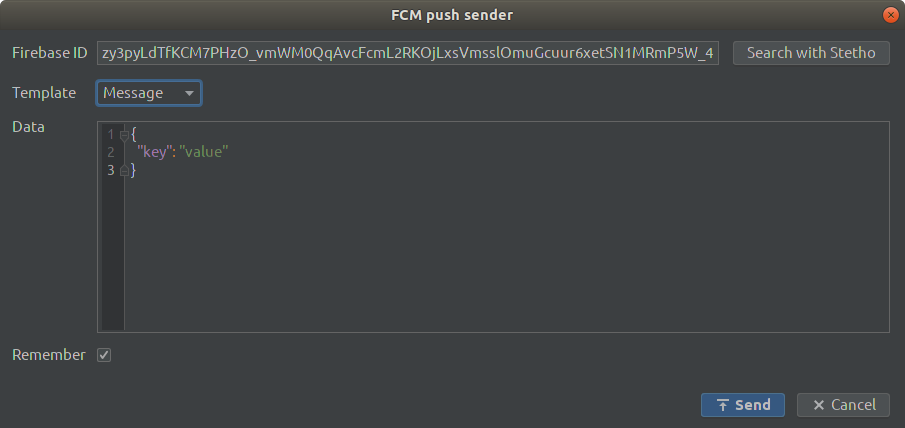 FCM push sender
Firebase ID zy3pyLdTfKCM7PHzO_vmWM0QqAvcFcmL2RKOjLxsVmsslOmuGcuur6xetSN1MRmP5W_4 Search with Stetho
Template Message
Data
1 {
2 "key": "value"
3 }
Remember
Send Cancel